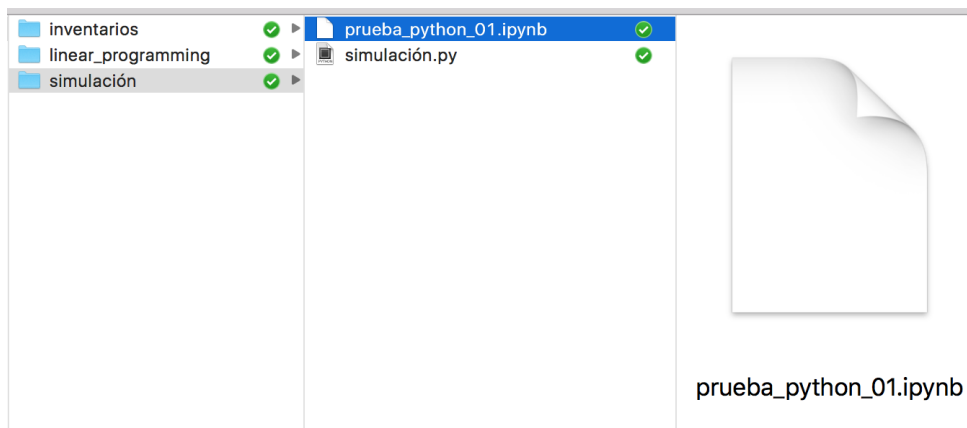 inventarios
linear_programming
simulación
prueba_python_01.ipynb
simulación.py
prueba_python_01.ipynb